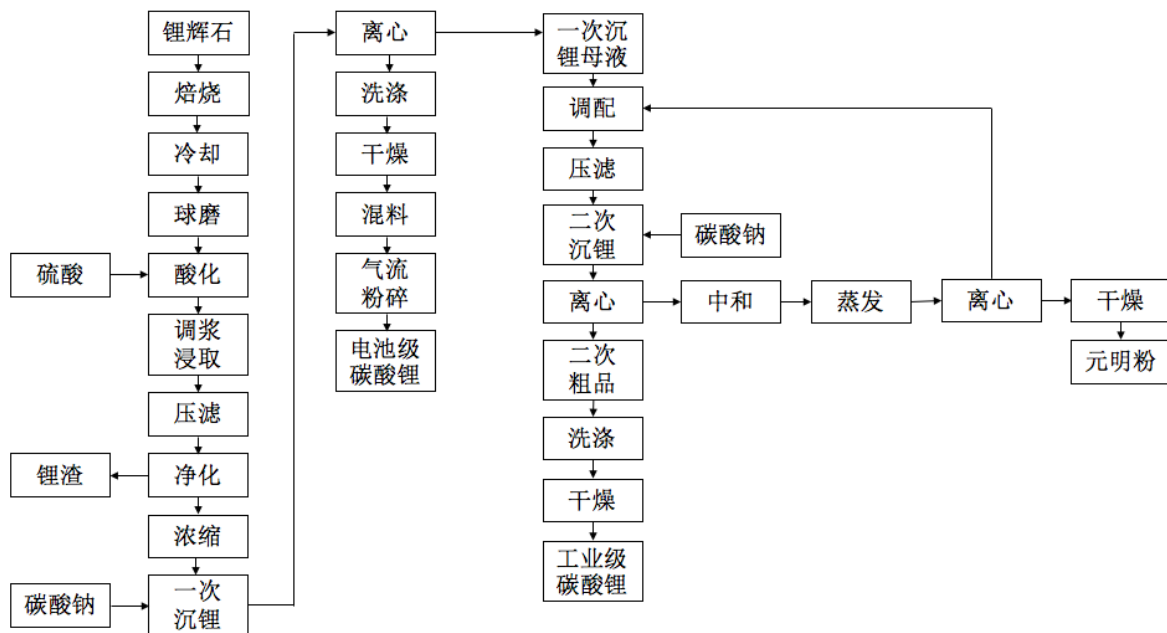 锂辉石
焙烧
冷却
球磨
硫酸
酸化
调浆
浸取
压滤
锂渣
净化
浓缩
碳酸钠
一次
沉锂
离心
洗涤
干燥
混料
气流
粉碎
电池级
碳酸锂
一次沉
锂母液
调配
压滤
二次
沉锂
碳酸钠
离心
中和
蒸发
离心
干燥
元明粉
二次
粗品
洗涤
干燥
工业级
碳酸锂